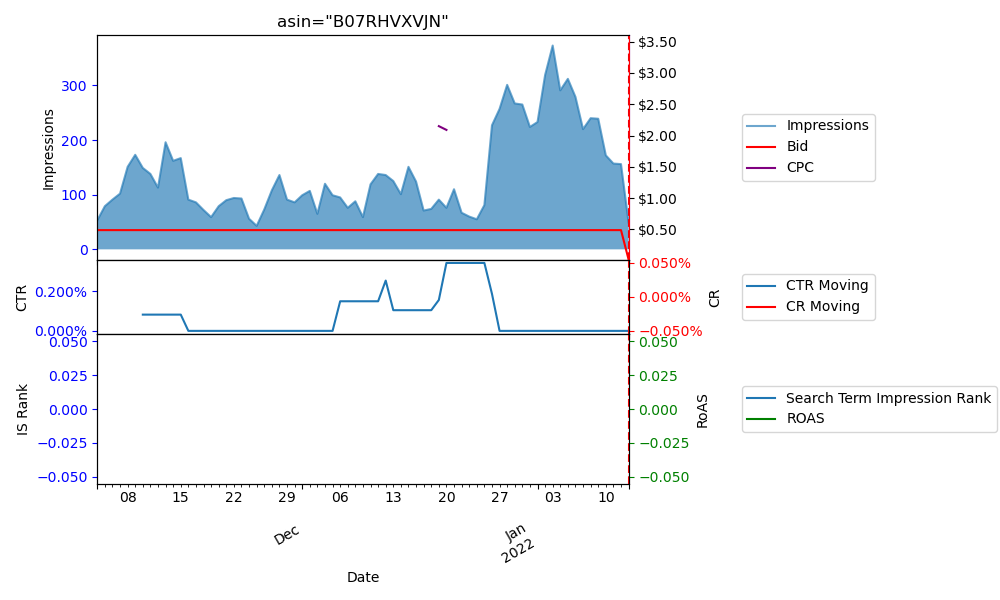 asin="B07RHVXVJN"
Impressions
300
200
100
0
$3.50
$3.00
$2.50
$2.00
$1.50
$1.00
$0.50
Impressions
Bid
CPC
CTR
0.200%
0.000%
0.050%
0.000%
−0.050%
CR
CTR Moving
CR Moving
IS Rank
0.050
0.025
0.000
−0.025
−0.050
0.050
0.025
0.000
−0.025
−0.050
RoAS
Search Term Impression Rank
ROAS
08 15 22 29 06 13 20 27 03 10
Dec
Jan
2022
Date